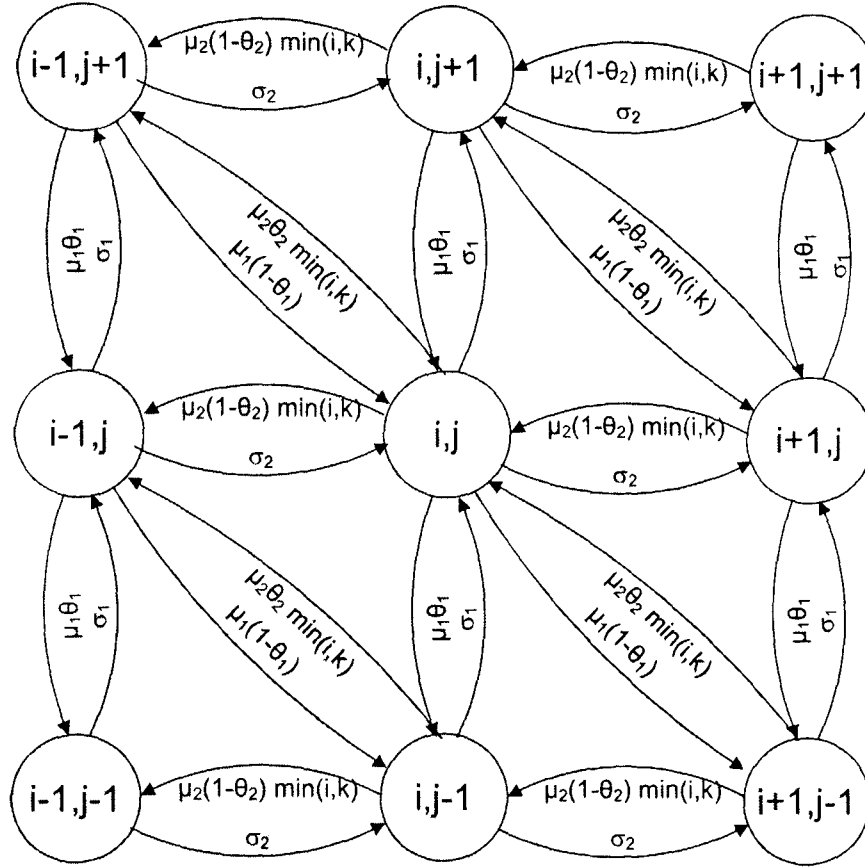 i-1,j+1
μ₂(1-θ₂) min(i,k)
σ₂
i,j+1
μ₂(1-θ₂) min(i,k)
σ₂
i+1,j+1
μ₁θ₁
σ₁
μ₂θ₂ min(i,k)
μ₁(1-θ₁)
μ₁θ₁
σ₁
μ₂θ₂ min(i,k)
μ₁(1-θ₁)
μ₁θ₁
σ₁
i-1,j
μ₂(1-θ₂) min(i,k)
σ₂
i,j
μ₂(1-θ₂) min(i,k)
σ₂
i+1,j
μ₁θ₁
σ₁
μ₂θ₂ min(i,k)
μ₁(1-θ₁)
μ₁θ₁
σ₁
μ₂θ₂ min(i,k)
μ₁(1-θ₁)
μ₁θ₁
σ₁
i-1,j-1
μ₂(1-θ₂) min(i,k)
σ₂
i,j-1
μ₂(1-θ₂) min(i,k)
σ₂
i+1,j-1